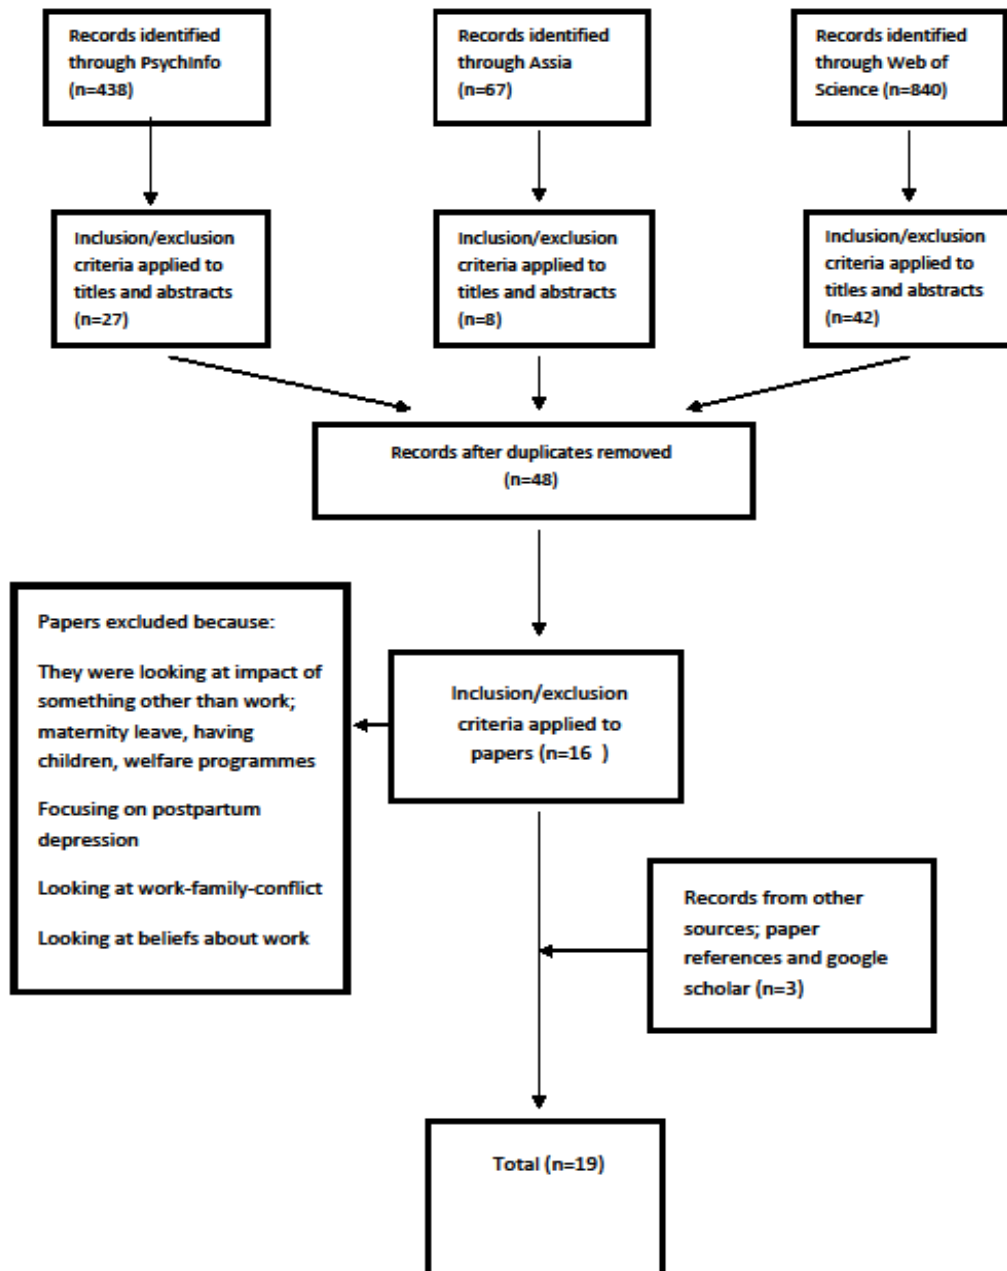 Records identified
through PsychInfo
(n=438)
Records identified
through Assia
(n=67)
Records identified
through Web of
Science (n=840)
Inclusion/exclusion
criteria applied to
titles and abstracts
(n=27)
Inclusion/exclusion
criteria applied to
titles and abstracts
(n=8)
Inclusion/exclusion
criteria applied to
titles and abstracts
(n=42)
Records after duplicates removed
(n=48)
Papers excluded because:
They were looking at impact of
something other than work;
maternity leave, having
children, welfare programmes
Focusing on postpartum
depression
Looking at work-family-conflict
Looking at beliefs about work
Inclusion/exclusion
criteria applied to
papers (n=16 )
Records from other
sources; paper
references and google
scholar (n=3)
Total (n=19)